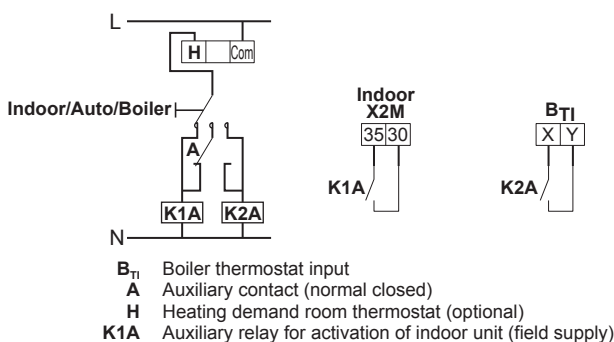 L
H Com
Indoor/Auto/Boiler
A
K1A K2A
N
Indoor
X2M
35 30
K1A
BTI
X Y
K2A
BTI Boiler thermostat input
A Auxiliary contact (normal closed)
H Heating demand room thermostat (optional)
K1A Auxiliary relay for activation of indoor unit (field supply)